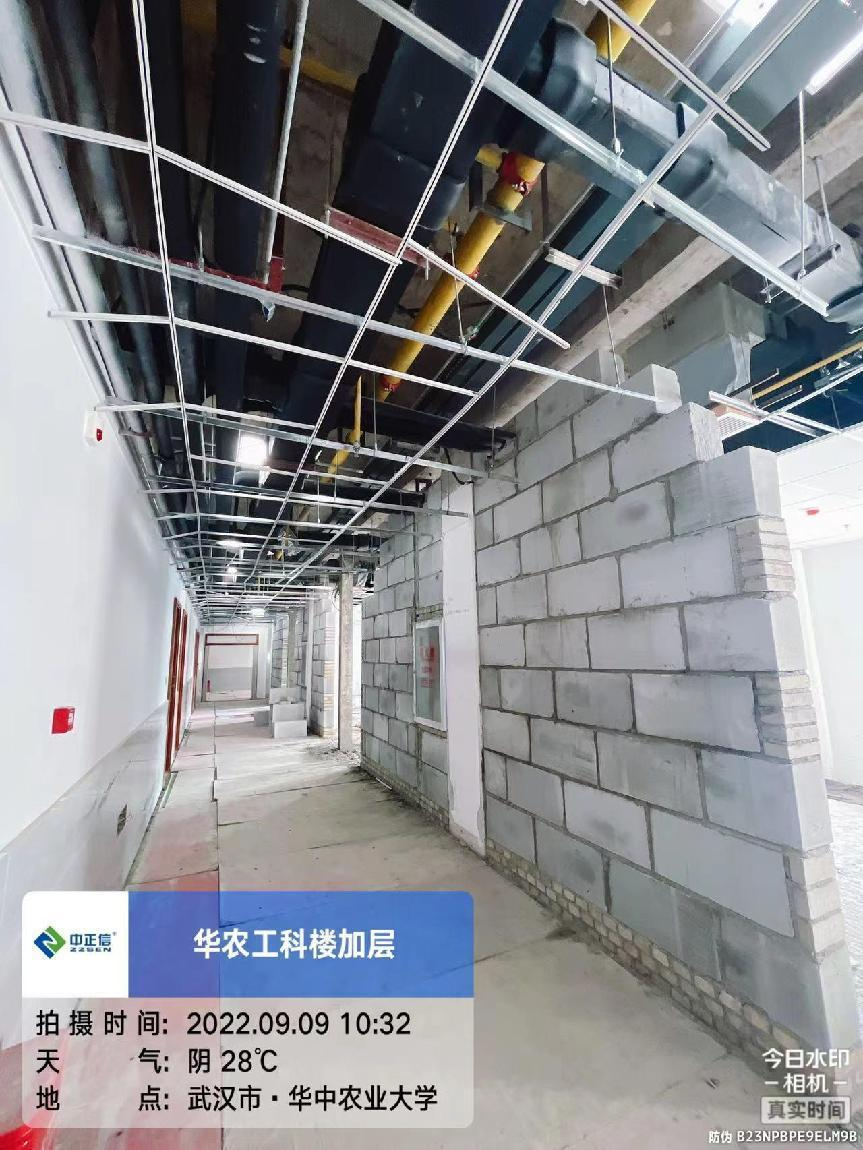 中正信
ZZSEN
华农工科楼加层
拍摄时间: 2022.09.09 10:32
天气: 阴 28℃
地点: 武汉市·华中农业大学
今日水印
相机
真实时间
防伪 B23NPBPE9ELM9B